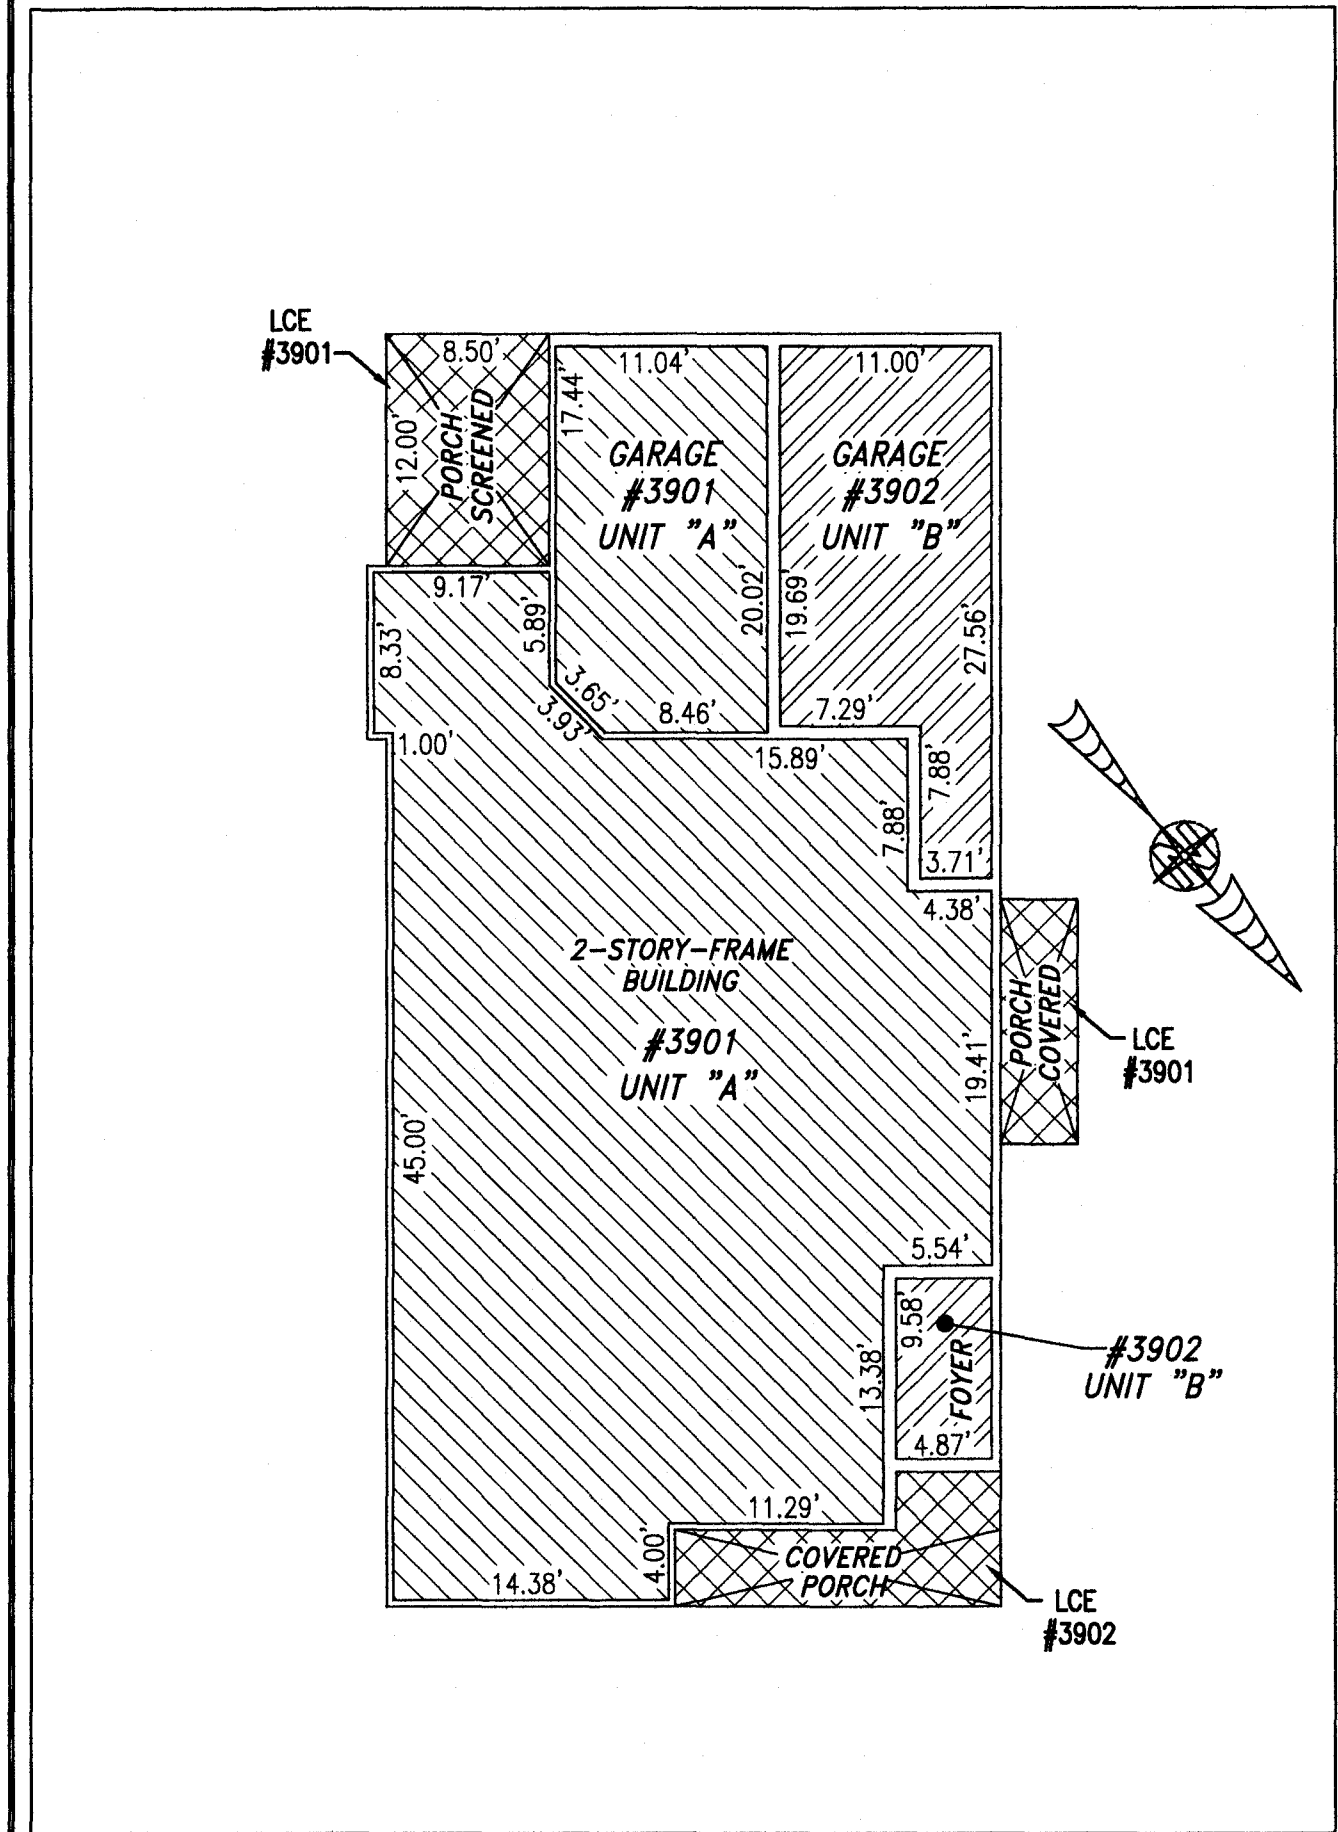 LCE
#3901
8.50'
12.00'
PORCH
SCREENED
11.04'
17.44'
GARAGE
#3901
UNIT "A"
20.02'
11.00'
GARAGE
#3902
UNIT "B"
19.69'
27.56'
9.17'
5.89'
8.33'
3.65'
3.93'
8.46'
7.29'
1.00'
15.89'
7.88'
7.88'
3.71'
4.38'
2-STORY-FRAME
BUILDING
#3901
UNIT "A"
PORCH
COVERED
LCE
#3901
19.41'
45.00'
5.54'
9.58'
FOYER
#3902
UNIT "B"
13.38'
4.87'
11.29'
4.00'
14.38'
COVERED
PORCH
LCE
#3902